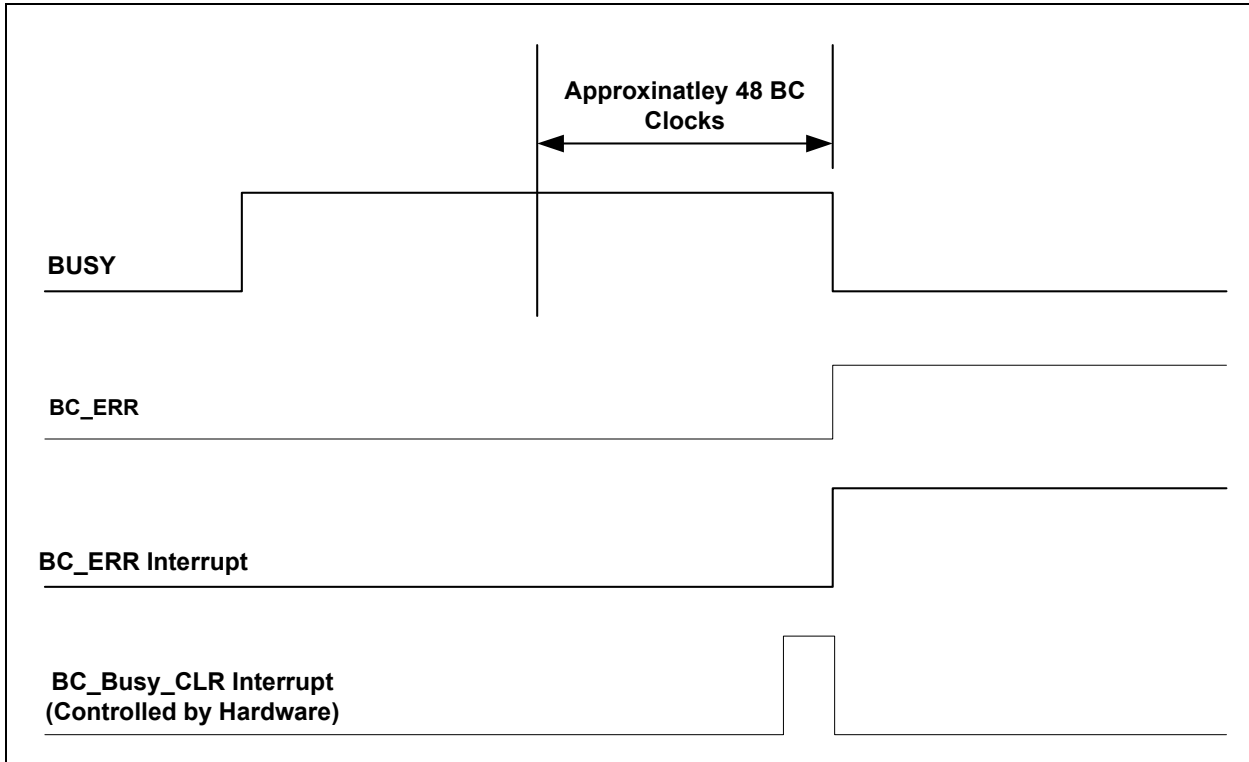 Approxinatley 48 BC
Clocks
BUSY
BC_ERR
BC_ERR Interrupt
BC_Busy_CLR Interrupt
(Controlled by Hardware)